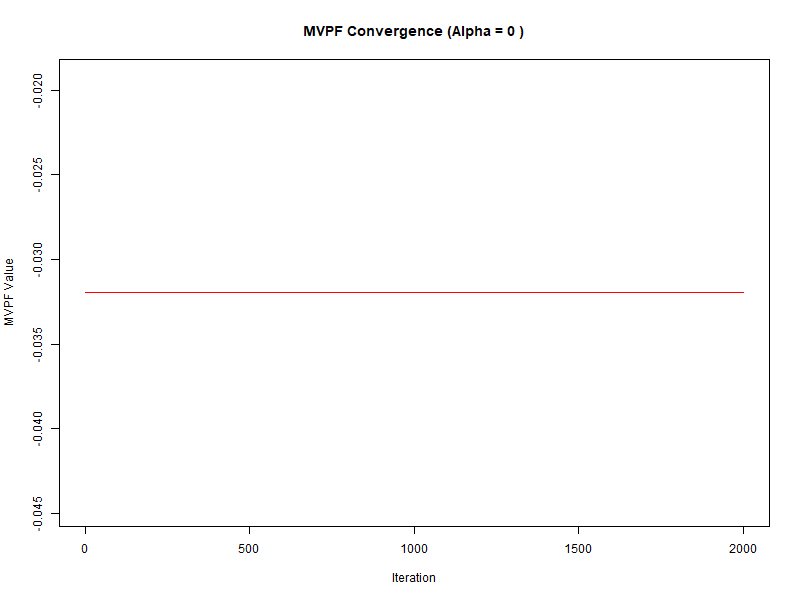 MVPF Convergence (Alpha = 0 )
MVPF Value
-0.020
-0.025
-0.030
-0.035
-0.040
-0.045
0 500 1000 1500 2000
Iteration